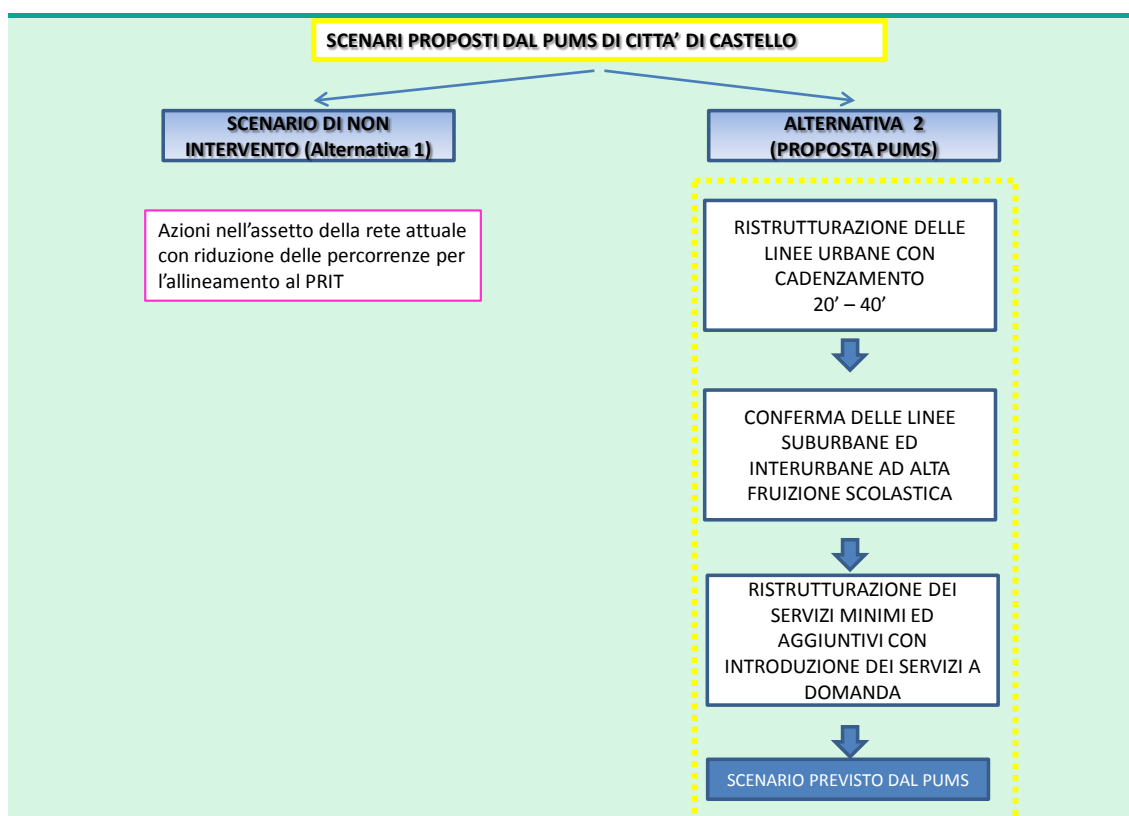 SCENARI PROPOSTI DAL PUMS DI CITTA’ DI CASTELLO
SCENARIO DI NON
INTERVENTO (Alternativa 1)
Azioni nell’assetto della rete attuale
con riduzione delle percorrenze per
l’allineamento al PRIT
ALTERNATIVA 2
(PROPOSTA PUMS)
RISTRUTTURAZIONE DELLE
LINEE URBANE CON
CADENZAMENTO
20’ – 40’
CONFERMA DELLE LINEE
SUBURBANE ED
INTERURBANE AD ALTA
FRUIZIONE SCOLASTICA
RISTRUTTURAZIONE DEI
SERVIZI MINIMI ED
AGGIUNTIVI CON
INTRODUZIONE DEI SERVIZI A
DOMANDA
SCENARIO PREVISTO DAL PUMS